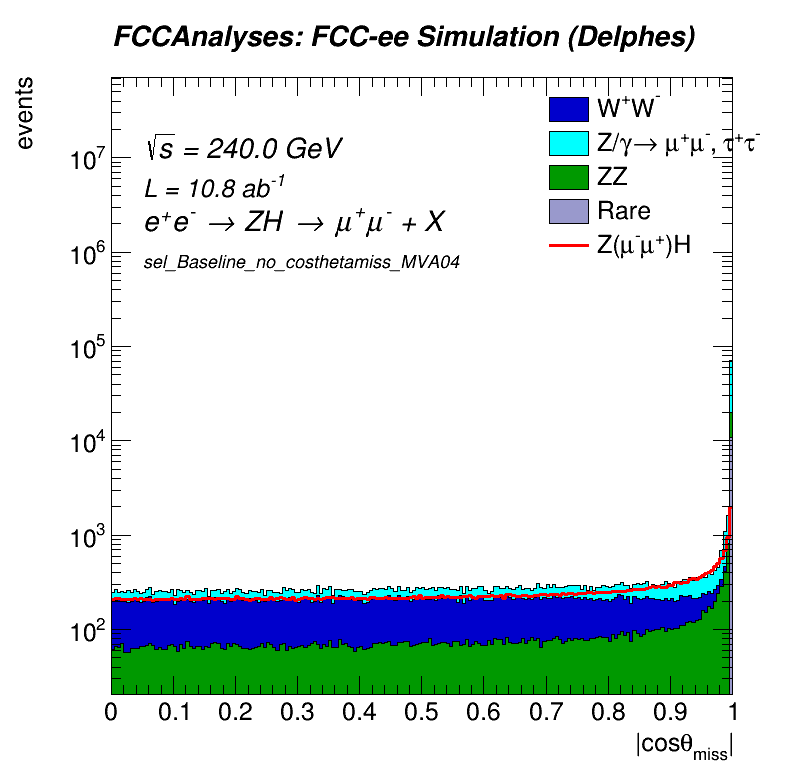 FCCAnalyses: FCC-ee Simulation (Delphes)
events
√s = 240.0 GeV
L = 10.8 ab⁻¹
e⁺e⁻ → ZH → μ⁺μ⁻ + X
sel_Baseline_no_costhetamiss_MVA04
W⁺W⁻
Z/γ→ μ⁺μ⁻, τ⁺τ⁻
ZZ
Rare
Z(μ⁻μ⁺)H
10⁷
10⁶
10⁵
10⁴
10³
10²
0 0.1 0.2 0.3 0.4 0.5 0.6 0.7 0.8 0.9 1
|cosθ_miss|